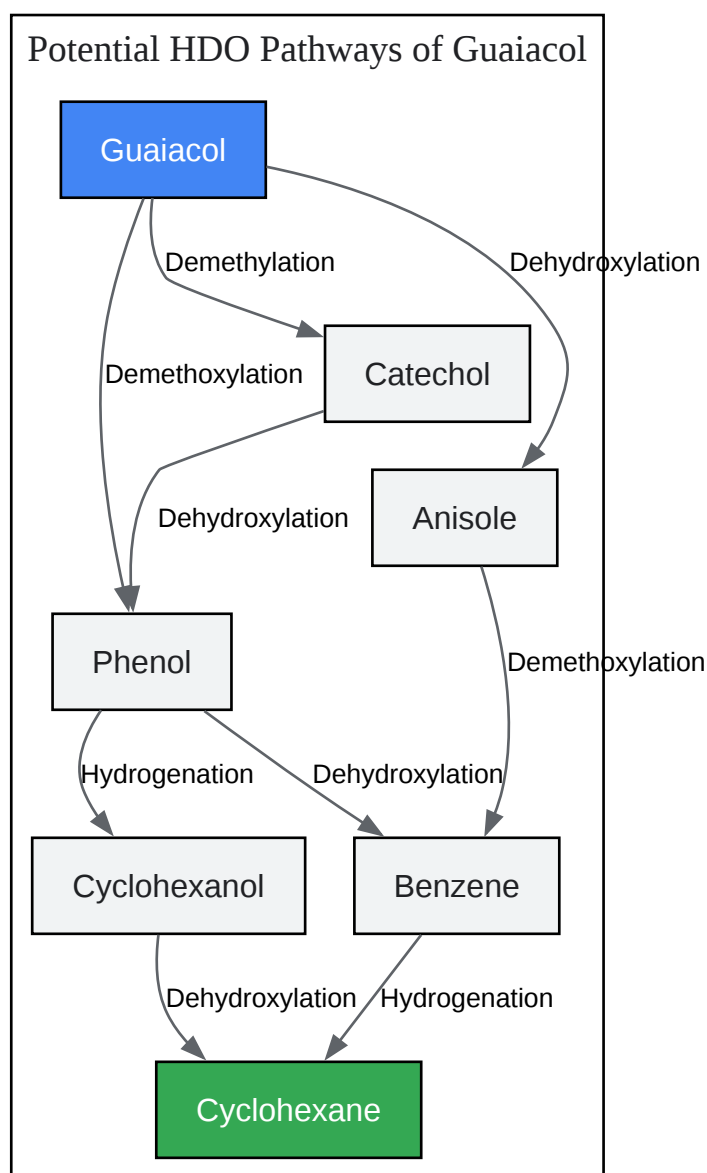 Potential HDO Pathways of Guaiacol
Guaiacol
Demethylation
Dehydroxylation
Catechol
Demethoxylation
Dehydroxylation
Anisole
Phenol
Demethoxylation
Hydrogenation
Dehydroxylation
Cyclohexanol
Benzene
Dehydroxylation
Hydrogenation
Cyclohexane